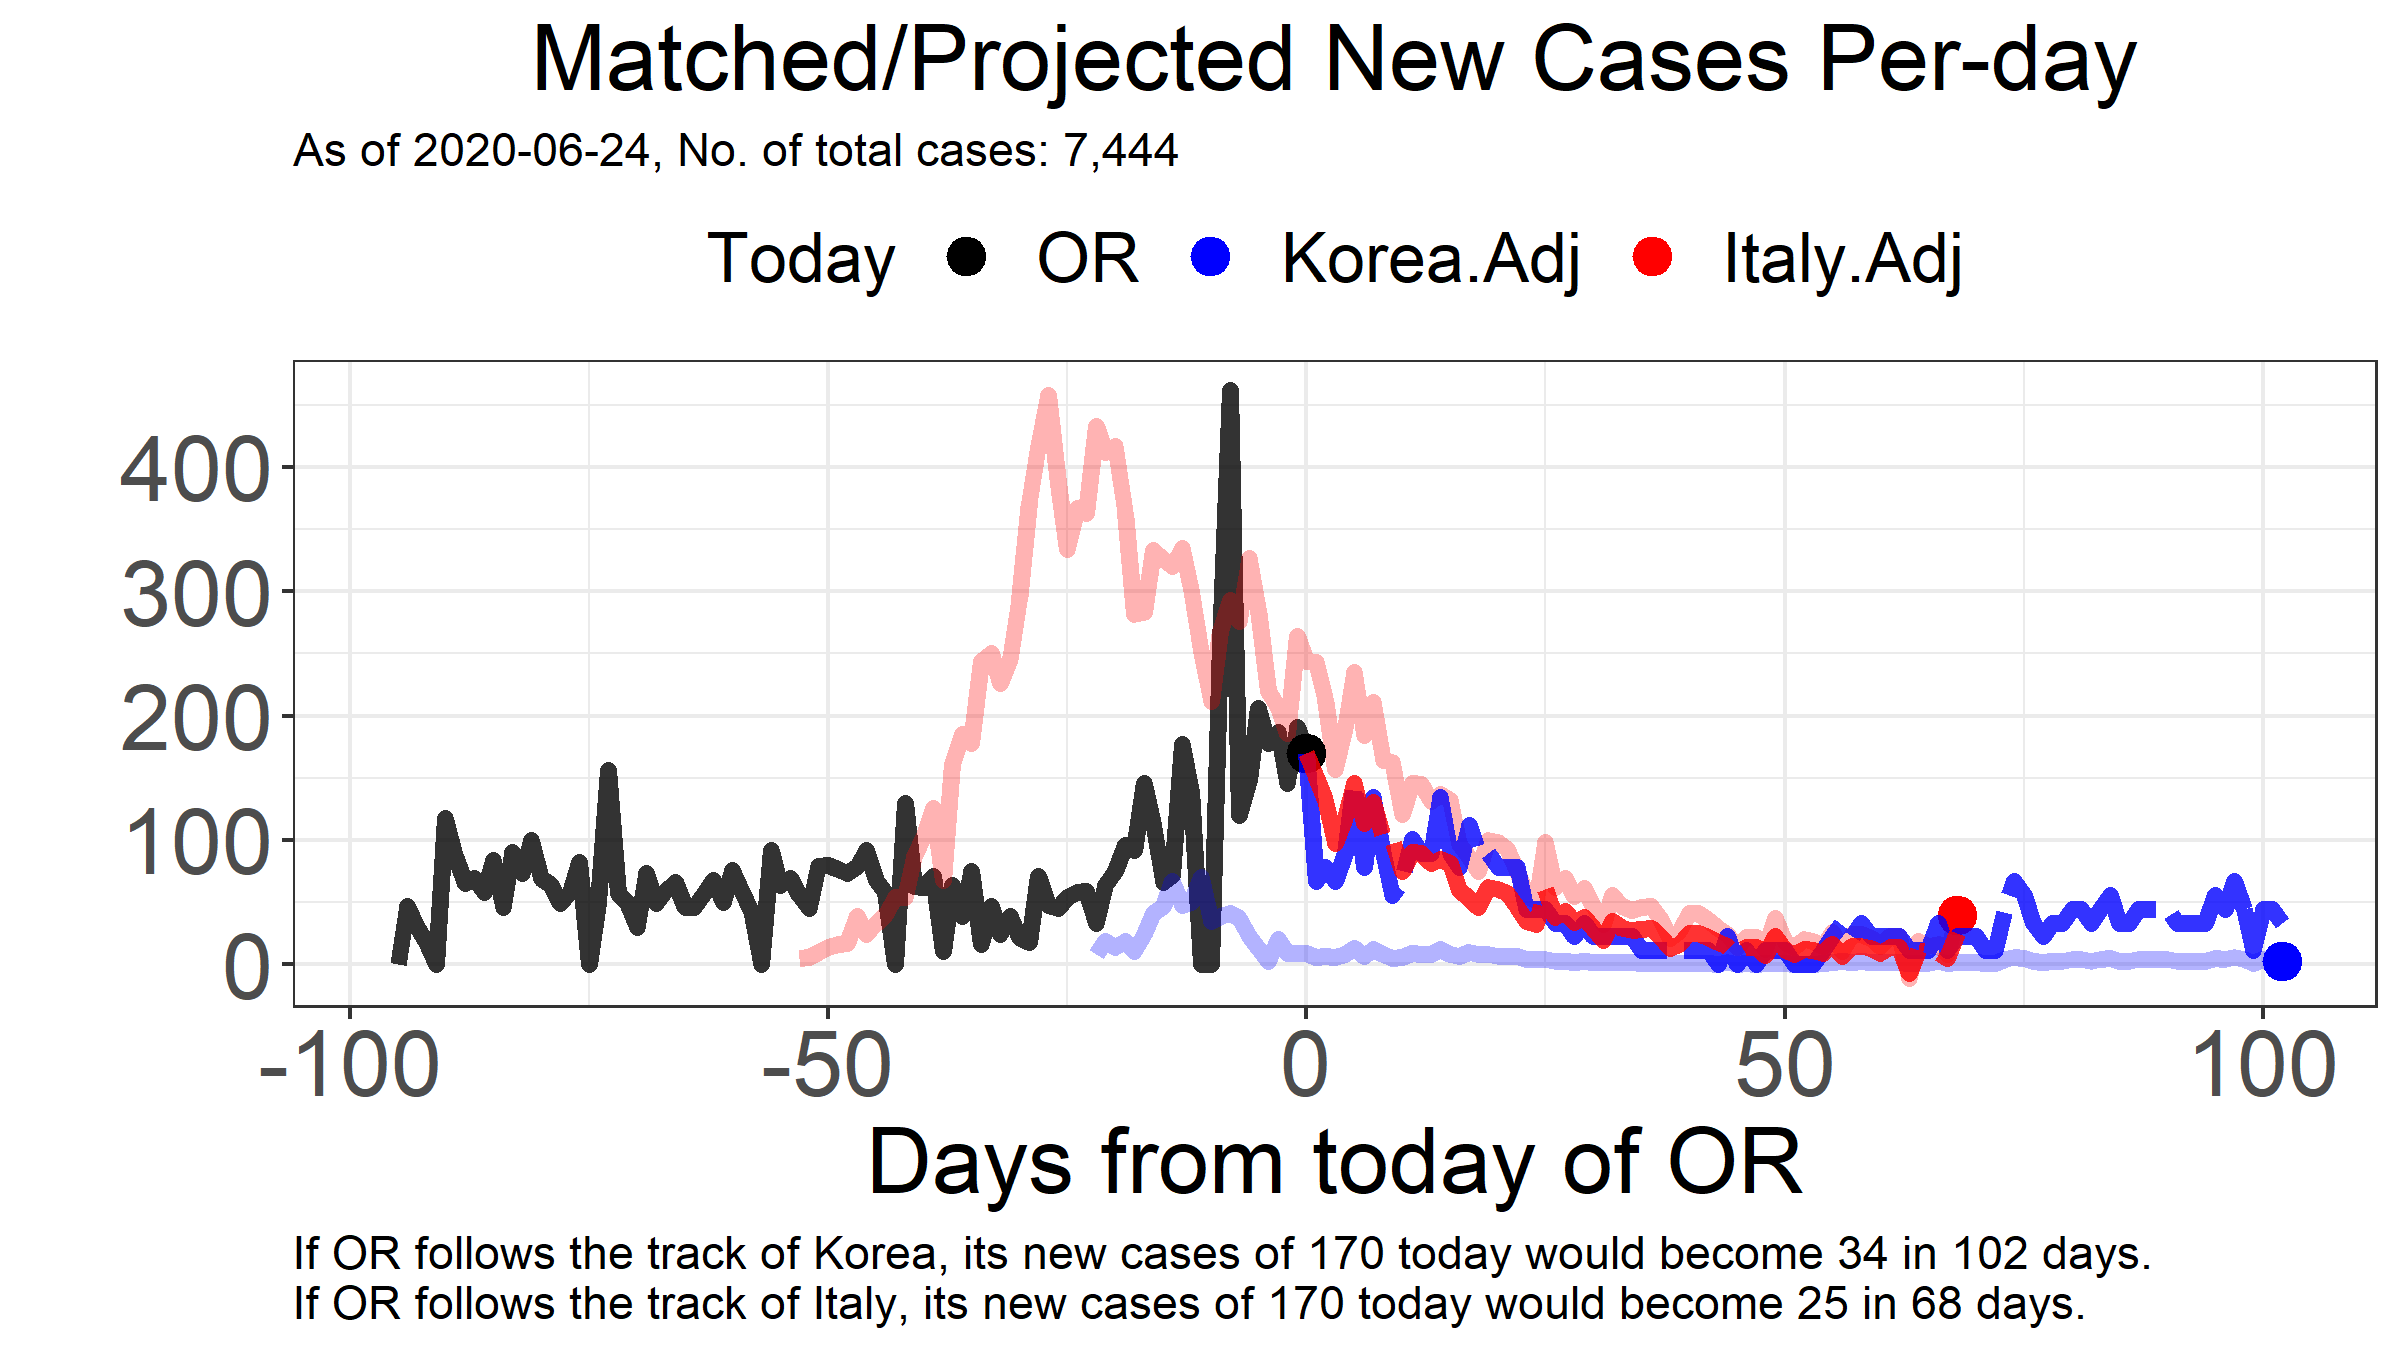 Matched/Projected New Cases Per-day
As of 2020-06-24, No. of total cases: 7,444
Today OR Korea.Adj Italy.Adj
400
300
200
100
0
-100 -50 0 50 100
Days from today of OR
If OR follows the track of Korea, its new cases of 170 today would become 34 in 102 days.
If OR follows the track of Italy, its new cases of 170 today would become 25 in 68 days.